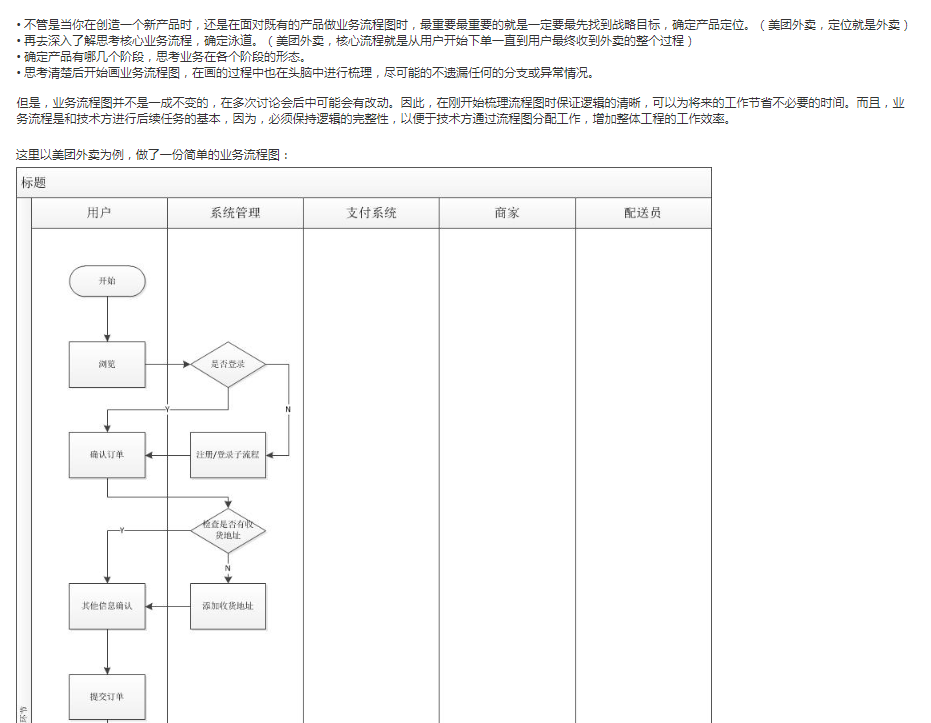 • 不管是当你在创造一个新产品时，还是在面对既有的产品做业务流程图时，最重要最重要的就是一定要最先找到战略目标，确定产品定位。（美团外卖，定位就是外卖）
• 再去深入了解思考核心业务流程，确定泳道。（美团外卖，核心流程就是从用户开始下单一直到用户最终收到外卖的整个过程）
• 确定产品有哪几个阶段，思考业务在各个阶段的形态。
• 思考清楚后开始画业务流程图，在画的过程中也在头脑中进行梳理，尽可能的不遗漏任何的分支或异常情况。
但是，业务流程图并不是一成不变的，在多次讨论会后中可能会有改动。因此，在刚开始梳理流程图时保证逻辑的清晰，可以为将来的工作节省不必要的时间。而且，业
务流程是和技术方进行后续任务的基本，因为，必须保持逻辑的完整性，以便于技术方通过流程图分配工作，增加整体工程的工作效率。
这里以美团外卖为例，做了一份简单的业务流程图：
标题
用户 系统管理 支付系统 商家 配送员
开始
浏览
是否登录
Y
N
确认订单
注册/登录子流程
检查是否有收
货地址
Y
N
其他信息确认
添加收货地址
提交订单